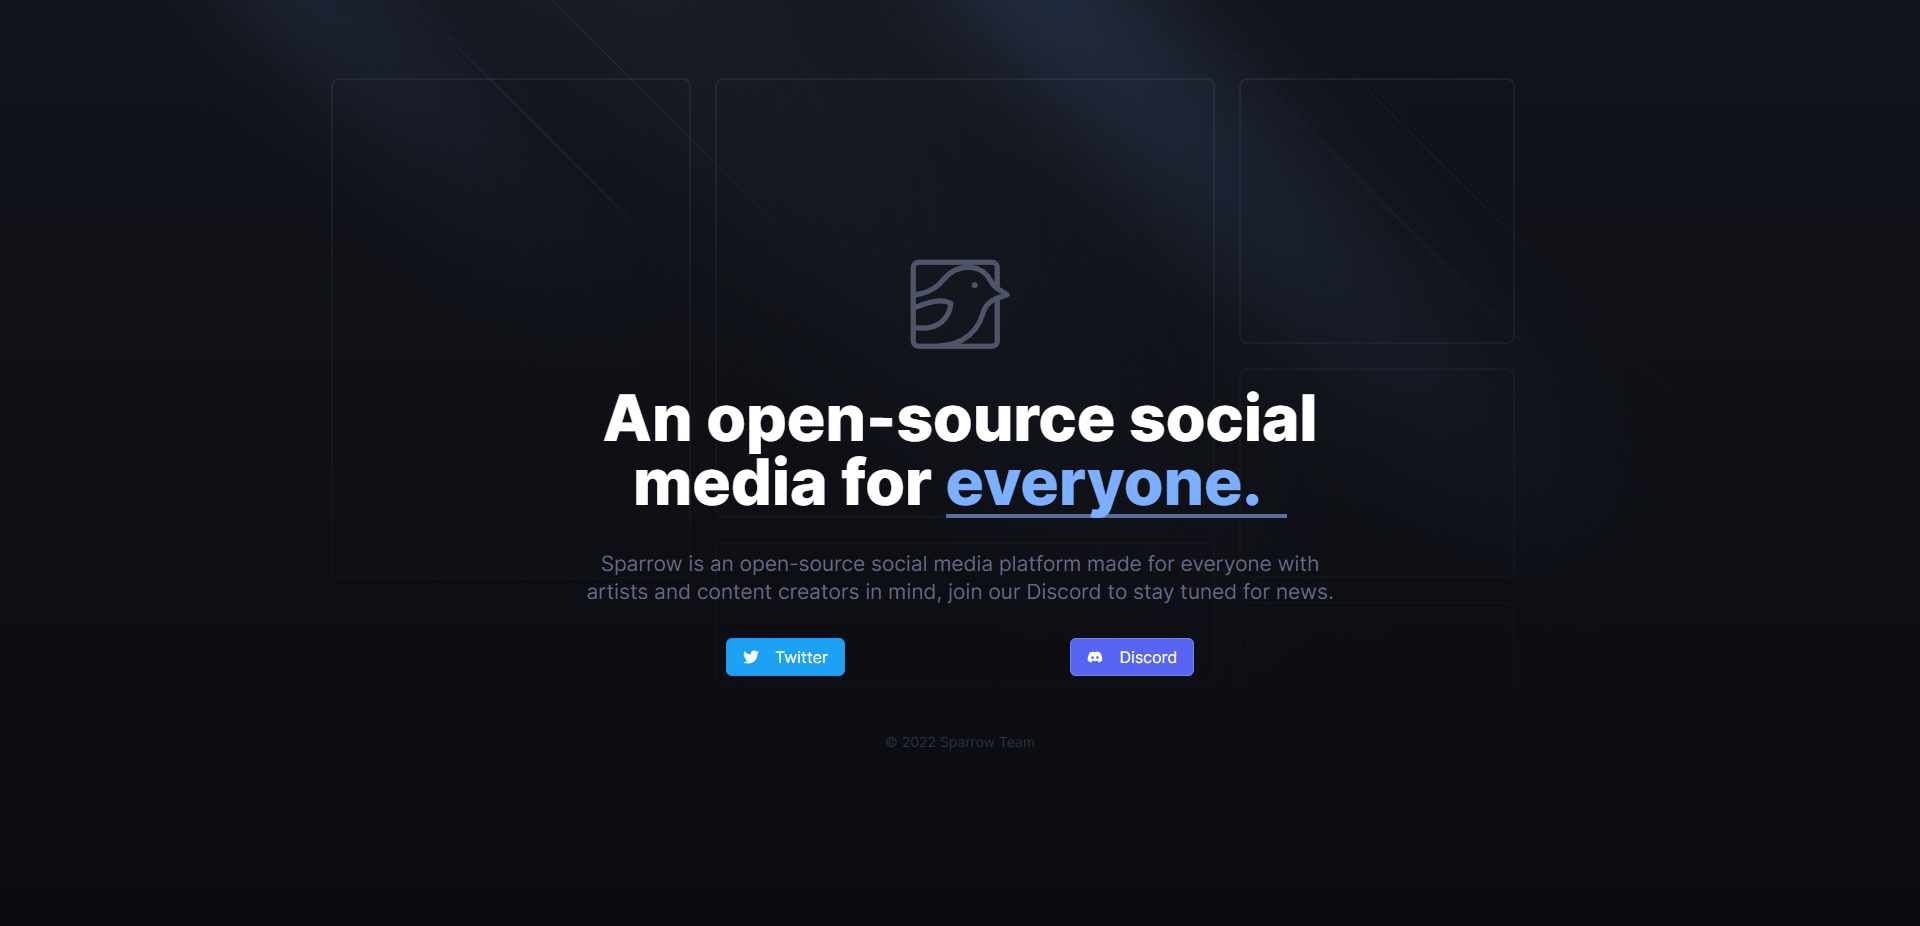 An open-source social
media for everyone.
Sparrow is an open-source social media platform made for everyone with
artists and content creators in mind, join our Discord to stay tuned for news.
Twitter
Discord
© 2022 Sparrow Team